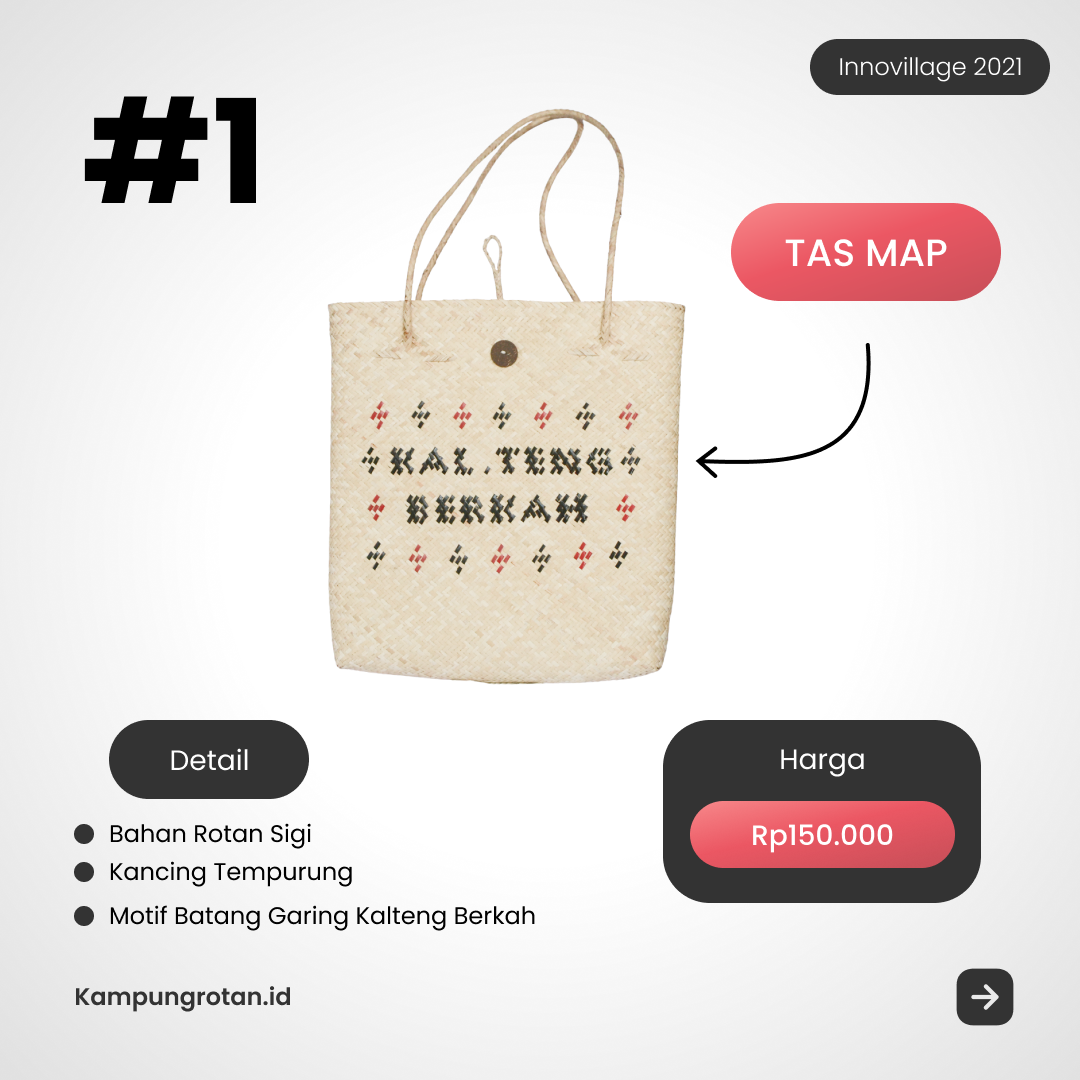 Innovillage 2021
#1
TAS MAP
KAL.TENG
BERKAH
Detail
Bahan Rotan Sigi
Kancing Tempurung
Motif Batang Garing Kalteng Berkah
Harga
Rp150.000
Kampungrotan.id